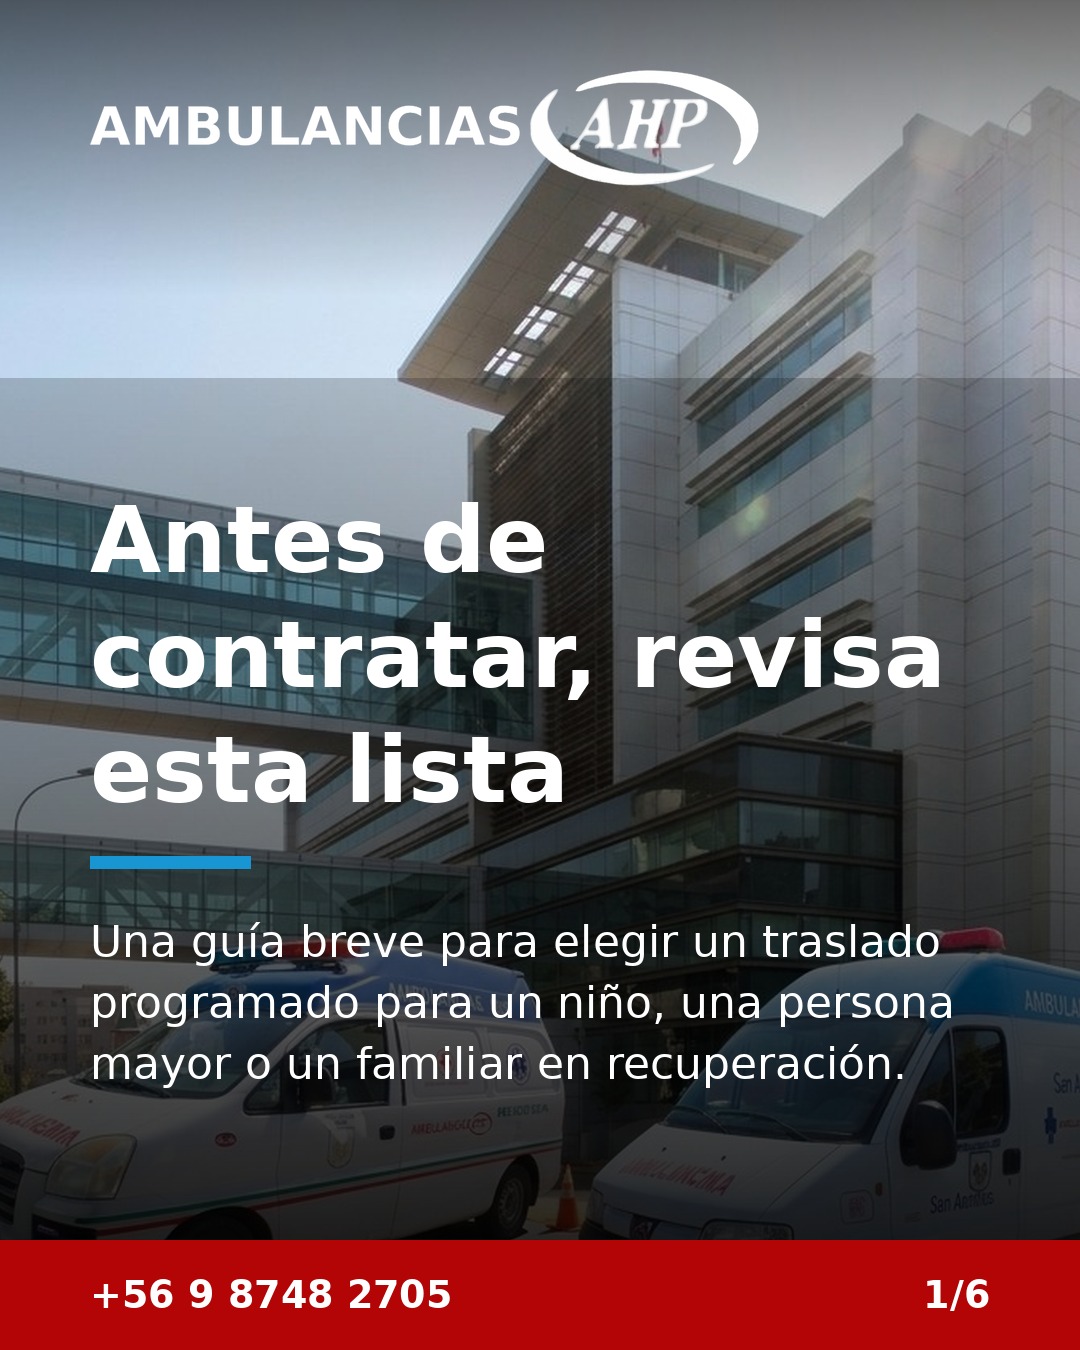 AMBULANCIAS AHP
Antes de
contratar, revisa
esta lista
Una guía breve para elegir un traslado
programado para un niño, una persona
mayor o un familiar en recuperación.
+56 9 8748 2705
1/6